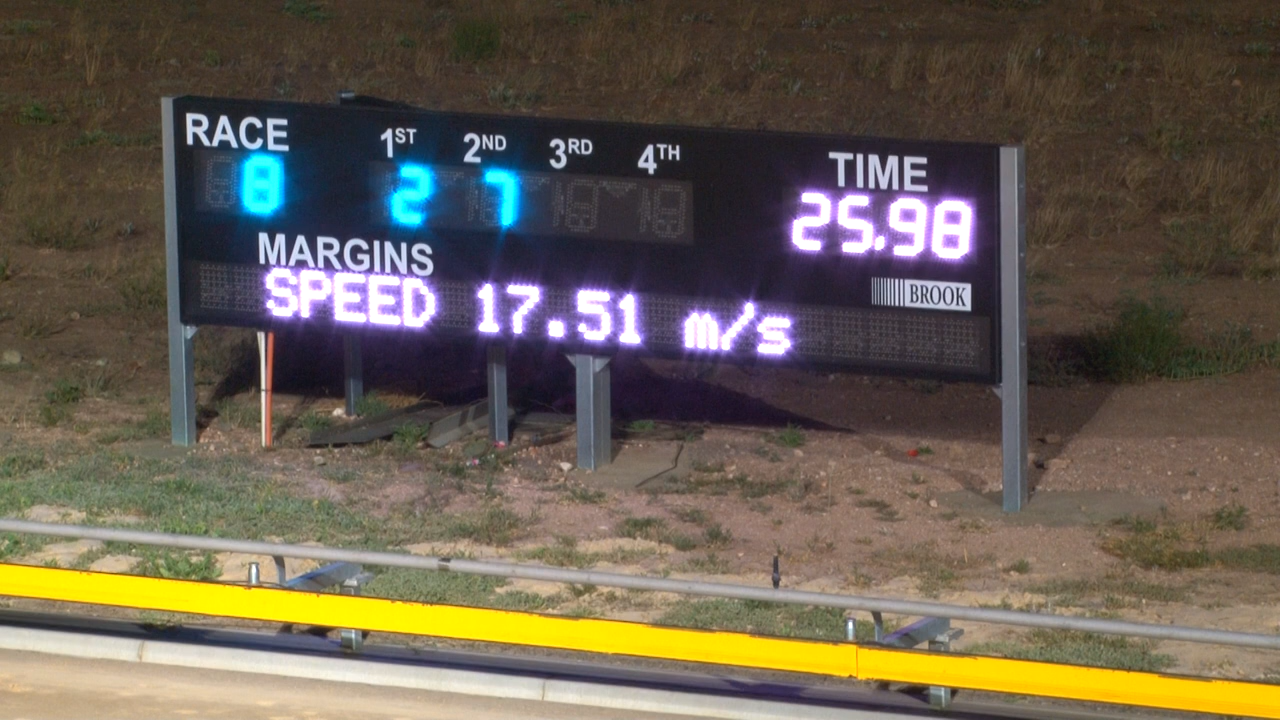 RACE 1ST 2ND 3RD 4TH TIME
8 2 7 25.98
MARGINS
BROOK
SPEED 17.51 m/s